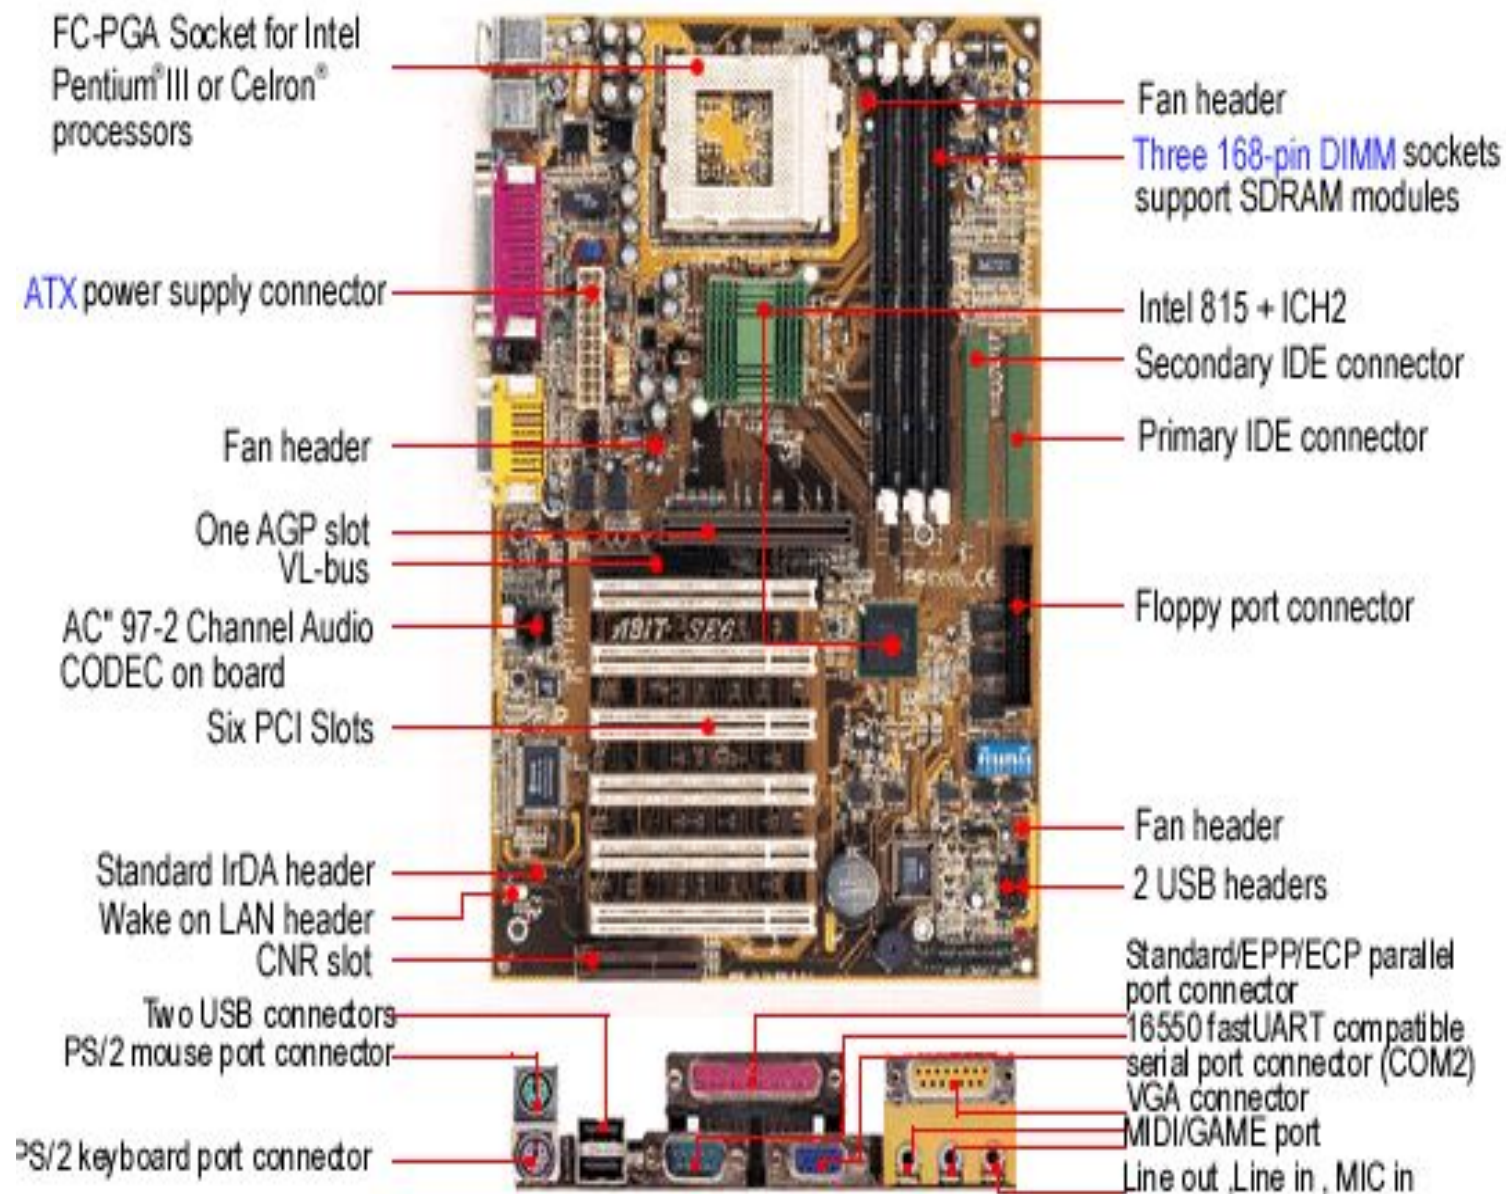 FC-PGA Socket for Intel
Pentium®III or Celron®
processors
ATX power supply connector
Fan header
One AGP slot
VL-bus
AC" 97-2 Channel Audio
CODEC on board
Six PCI Slots
Standard IrDA header
Wake on LAN header
CNR slot
Two USB connectors
PS/2 mouse port connector
PS/2 keyboard port connector
Fan header
Three 168-pin DIMM sockets
support SDRAM modules
Intel 815 + ICH2
Secondary IDE connector
Primary IDE connector
Floppy port connector
Fan header
2 USB headers
Standard/EPP/ECP parallel
port connector
16550 fastUART compatible
serial port connector (COM2)
VGA connector
MIDI/GAME port
Line out ,Line in , MIC in
ABIT SE6